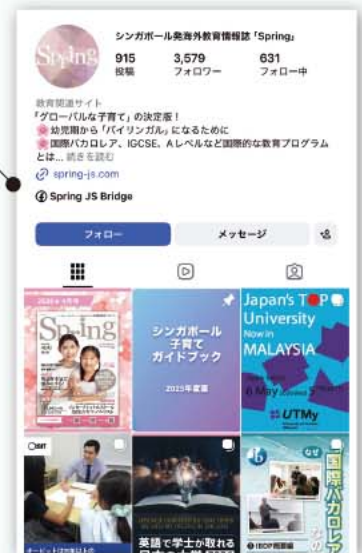 Spring
シンガポール発海外教育情報誌「Spring」
915 3,579 631
投稿 フォロワー フォロー中
教育関連サイト
「グローバルな子育て」の決定版！
🌸幼児期から「バイリンガル」になるために
🌸国際バカロレア、IGCSE、Aレベルなど国際的な教育プログラム
とは... 続きを読む
spring-js.com
Spring JS Bridge
フォロー メッセージ
Spring
シンガポール
子育て
ガイドブック
2025年度版
Japan's TOP
University
Now in
MALAYSIA
UTMy
ORBIT
英語で学士が取れる
なぜ
国際バカロレア